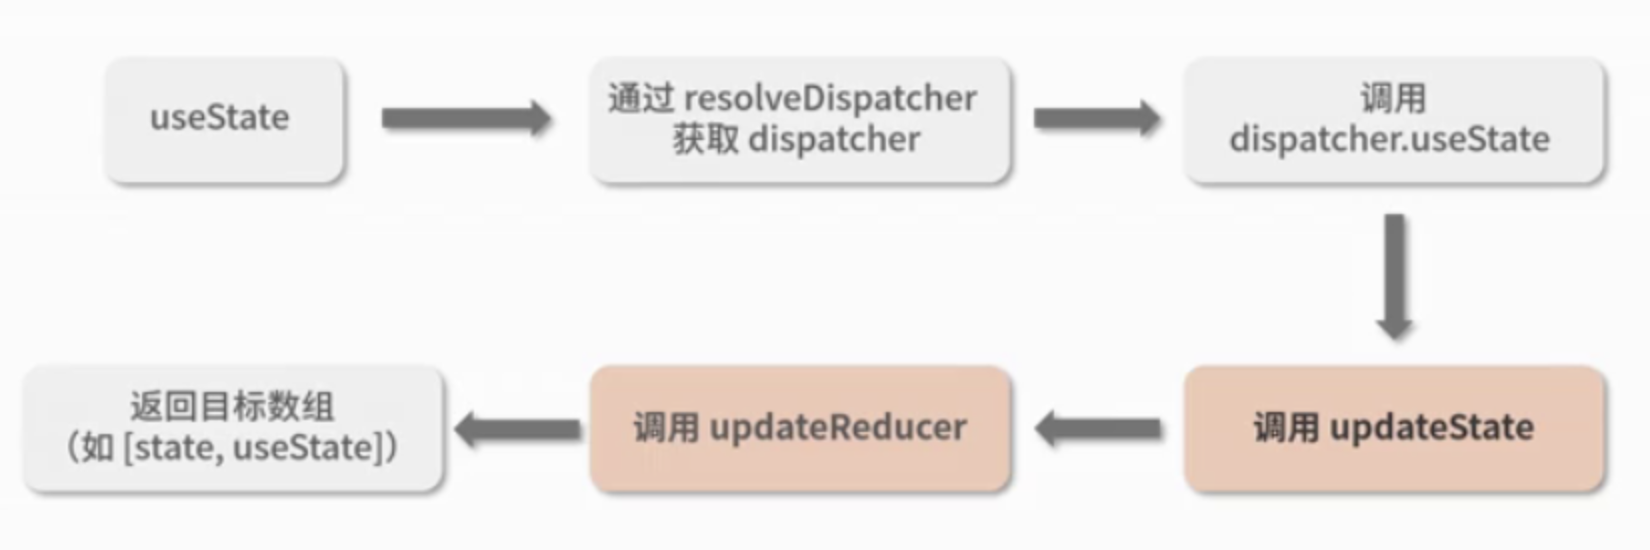 useState
通过 resolveDispatcher
获取 dispatcher
调用
dispatcher.useState
调用 updateState
调用 updateReducer
返回目标数组
（如 [state, useState]）